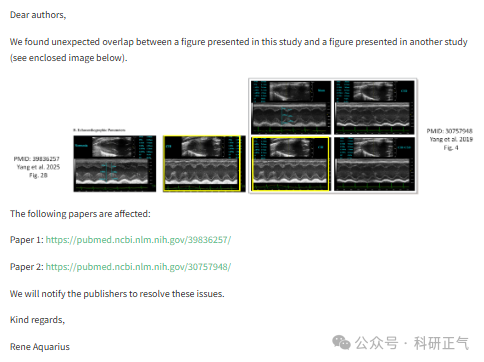 Dear authors,
We found unexpected overlap between a figure presented in this study and a figure presented in another study
(see enclosed image below).
PMID: 39836257
Yang et al. 2025
Fig. 2B
PMID: 30757948
Yang et al. 2019
Fig. 4
The following papers are affected:
Paper 1: https://pubmed.ncbi.nlm.nih.gov/39836257/
Paper 2: https://pubmed.ncbi.nlm.nih.gov/30757948/
We will notify the publishers to resolve these issues.
Kind regards,
Rene Aquarius
公众号 · 科研正气